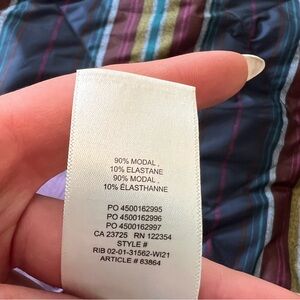 90% MODAL,
10% ELASTANE
90% MODAL,
10% ÉLASTHANNE
PO 4500162995
PO 4500162996
PO 4500162997
CA 23725 RN 122354
STYLE #
RIB 02-01-31562-WI21
ARTICLE # 63864